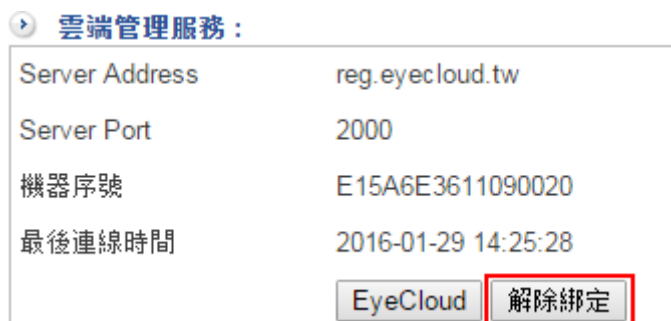 雲端管理服務：
Server Address reg.eyecloud.tw
Server Port 2000
機器序號 E15A6E3611090020
最後連線時間 2016-01-29 14:25:28
EyeCloud 解除綁定